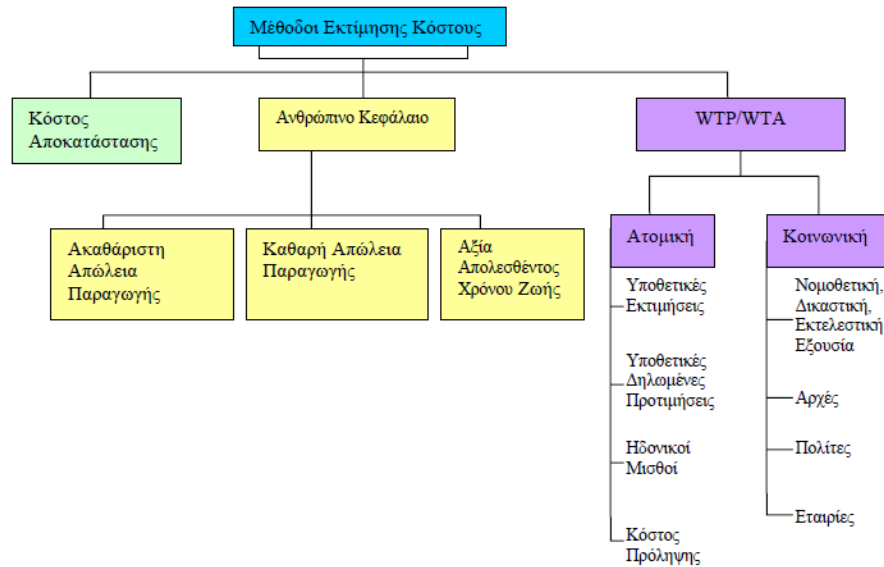 Μέθοδοι Εκτίμησης Κόστους
Κόστος
Αποκατάστασης
Ανθρώπινο Κεφάλαιο
WTP/WTA
Ακαθάριστη
Απώλεια
Παραγωγής
Καθαρή Απώλεια
Παραγωγής
Αξία
Απολεσθέντος
Χρόνου Ζωής
Ατομική
Υποθετικές
Εκτιμήσεις
Υποθετικές
Δηλωμένες
Προτιμήσεις
Ηδονικοί
Μισθοί
Κόστος
Πρόληψης
Κοινωνική
Νομοθετική,
Δικαστική,
Εκτελεστική
Εξουσία
Αρχές
Πολίτες
Εταιρίες